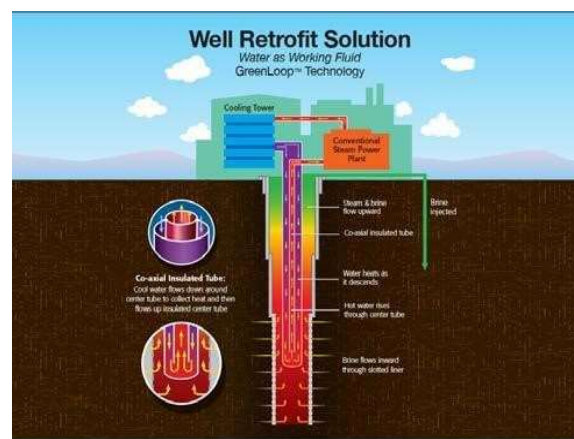 Well Retrofit Solution
Water as Working Fluid
GreenLoop™ Technology
Cooling Tower
Conventional
Steam Power
Plant
Steam & brine
flow upward
Brine
injected
Co-axial insulated tube
Co-axial Insulated Tube:
Cool water flows down around
center tube to collect heat and then
flows up insulated center tube
Water heats as
it descends
Hot water rises
through center tube
Brine flows inward
through slotted liner